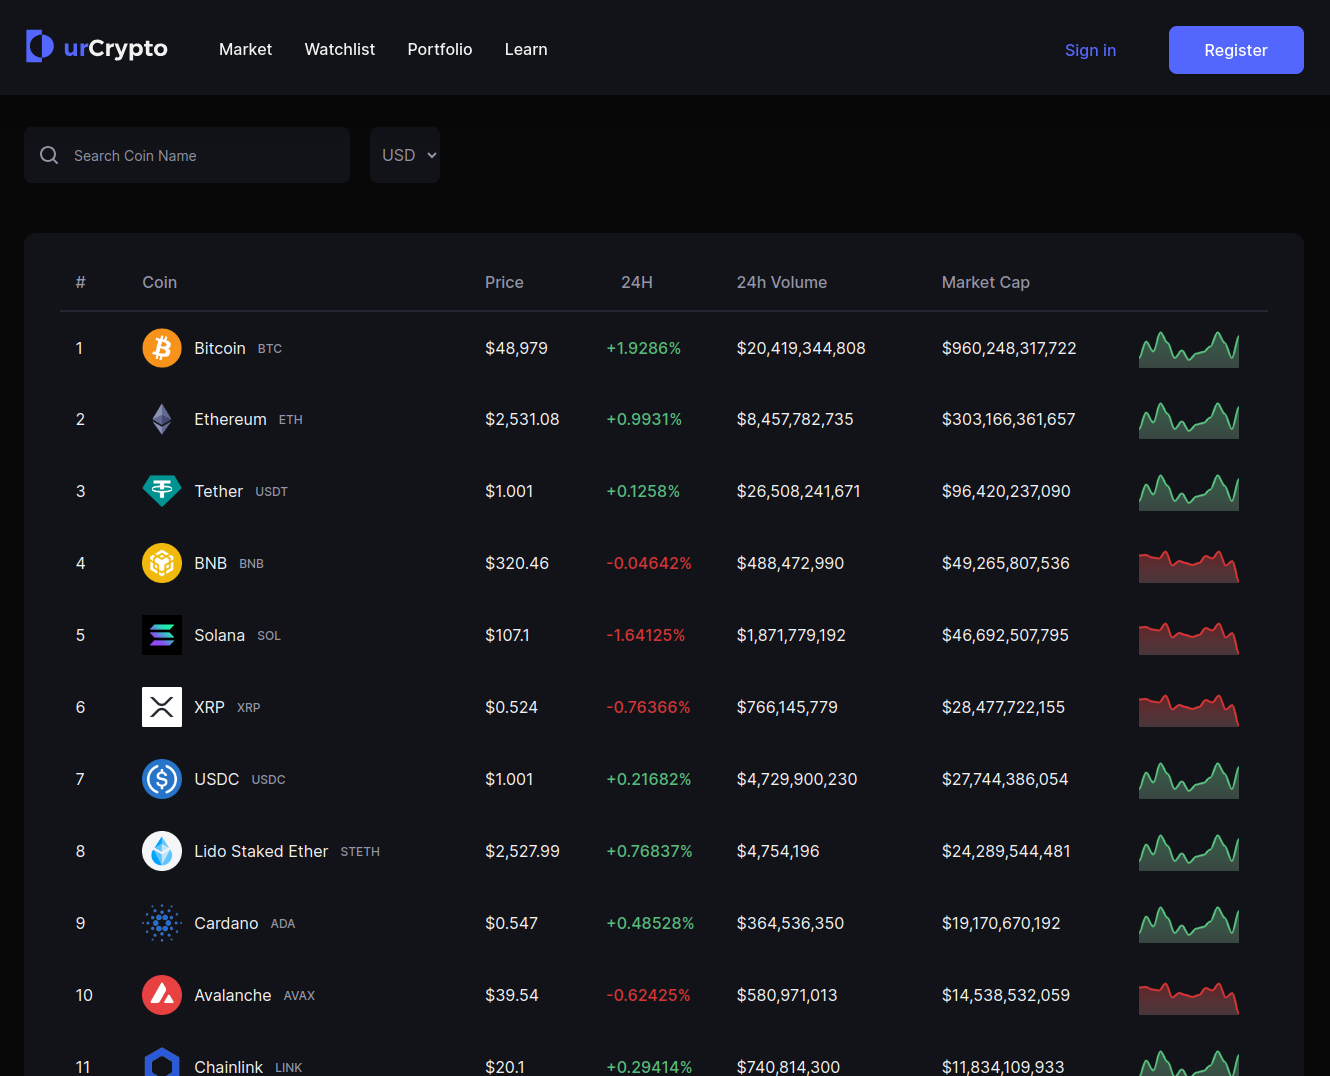 urCrypto Market Watchlist Portfolio Learn Sign in Register
Search Coin Name USD
# Coin Price 24H 24h Volume Market Cap
1 Bitcoin BTC $48,979 +1.9286% $20,419,344,808 $960,248,317,722
2 Ethereum ETH $2,531.08 +0.9931% $8,457,782,735 $303,166,361,657
3 Tether USDT $1.001 +0.1258% $26,508,241,671 $96,420,237,090
4 BNB BNB $320.46 -0.04642% $488,472,990 $49,265,807,536
5 Solana SOL $107.1 -1.64125% $1,871,779,192 $46,692,507,795
6 XRP XRP $0.524 -0.76366% $766,145,779 $28,477,722,155
7 USDC USDC $1.001 +0.21682% $4,729,900,230 $27,744,386,054
8 Lido Staked Ether STETH $2,527.99 +0.76837% $4,754,196 $24,289,544,481
9 Cardano ADA $0.547 +0.48528% $364,536,350 $19,170,670,192
10 Avalanche AVAX $39.54 -0.62425% $580,971,013 $14,538,532,059
11 Chainlink LINK $20.1 +0.29414% $740,814,300 $11,834,109,933